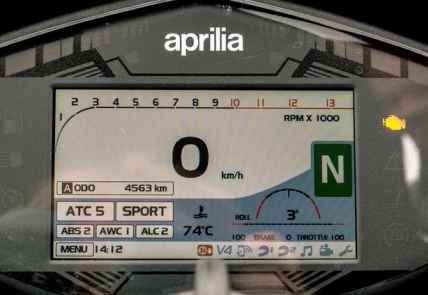 aprilia
1 2 3 4 5 6 7 8 9 10 11 12 13
RPM X 1000
0 km/h
N
A ODO 4563 km
ATC 5 SPORT
ABS 2 AWC 1 ALC 2
74°C
ROLL 3°
100 BRAKE 0 THROTTLE 100
MENU 14:12 V4 1 2